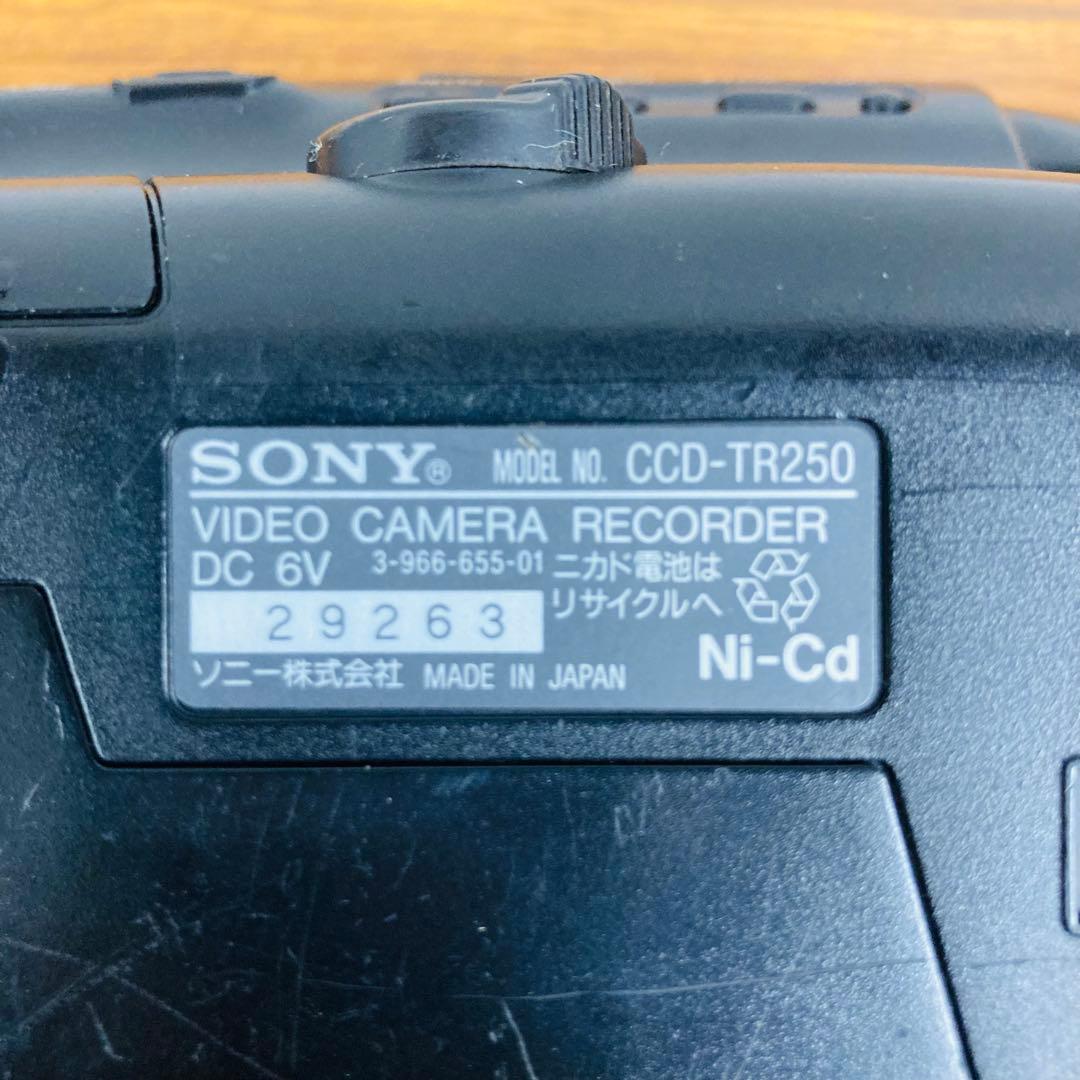 SONY® MODEL NO. CCD-TR250
VIDEO CAMERA RECORDER
DC 6V 3-966-655-01 ニカド電池は
リサイクルへ
29263
Ni-Cd
ソニー株式会社 MADE IN JAPAN